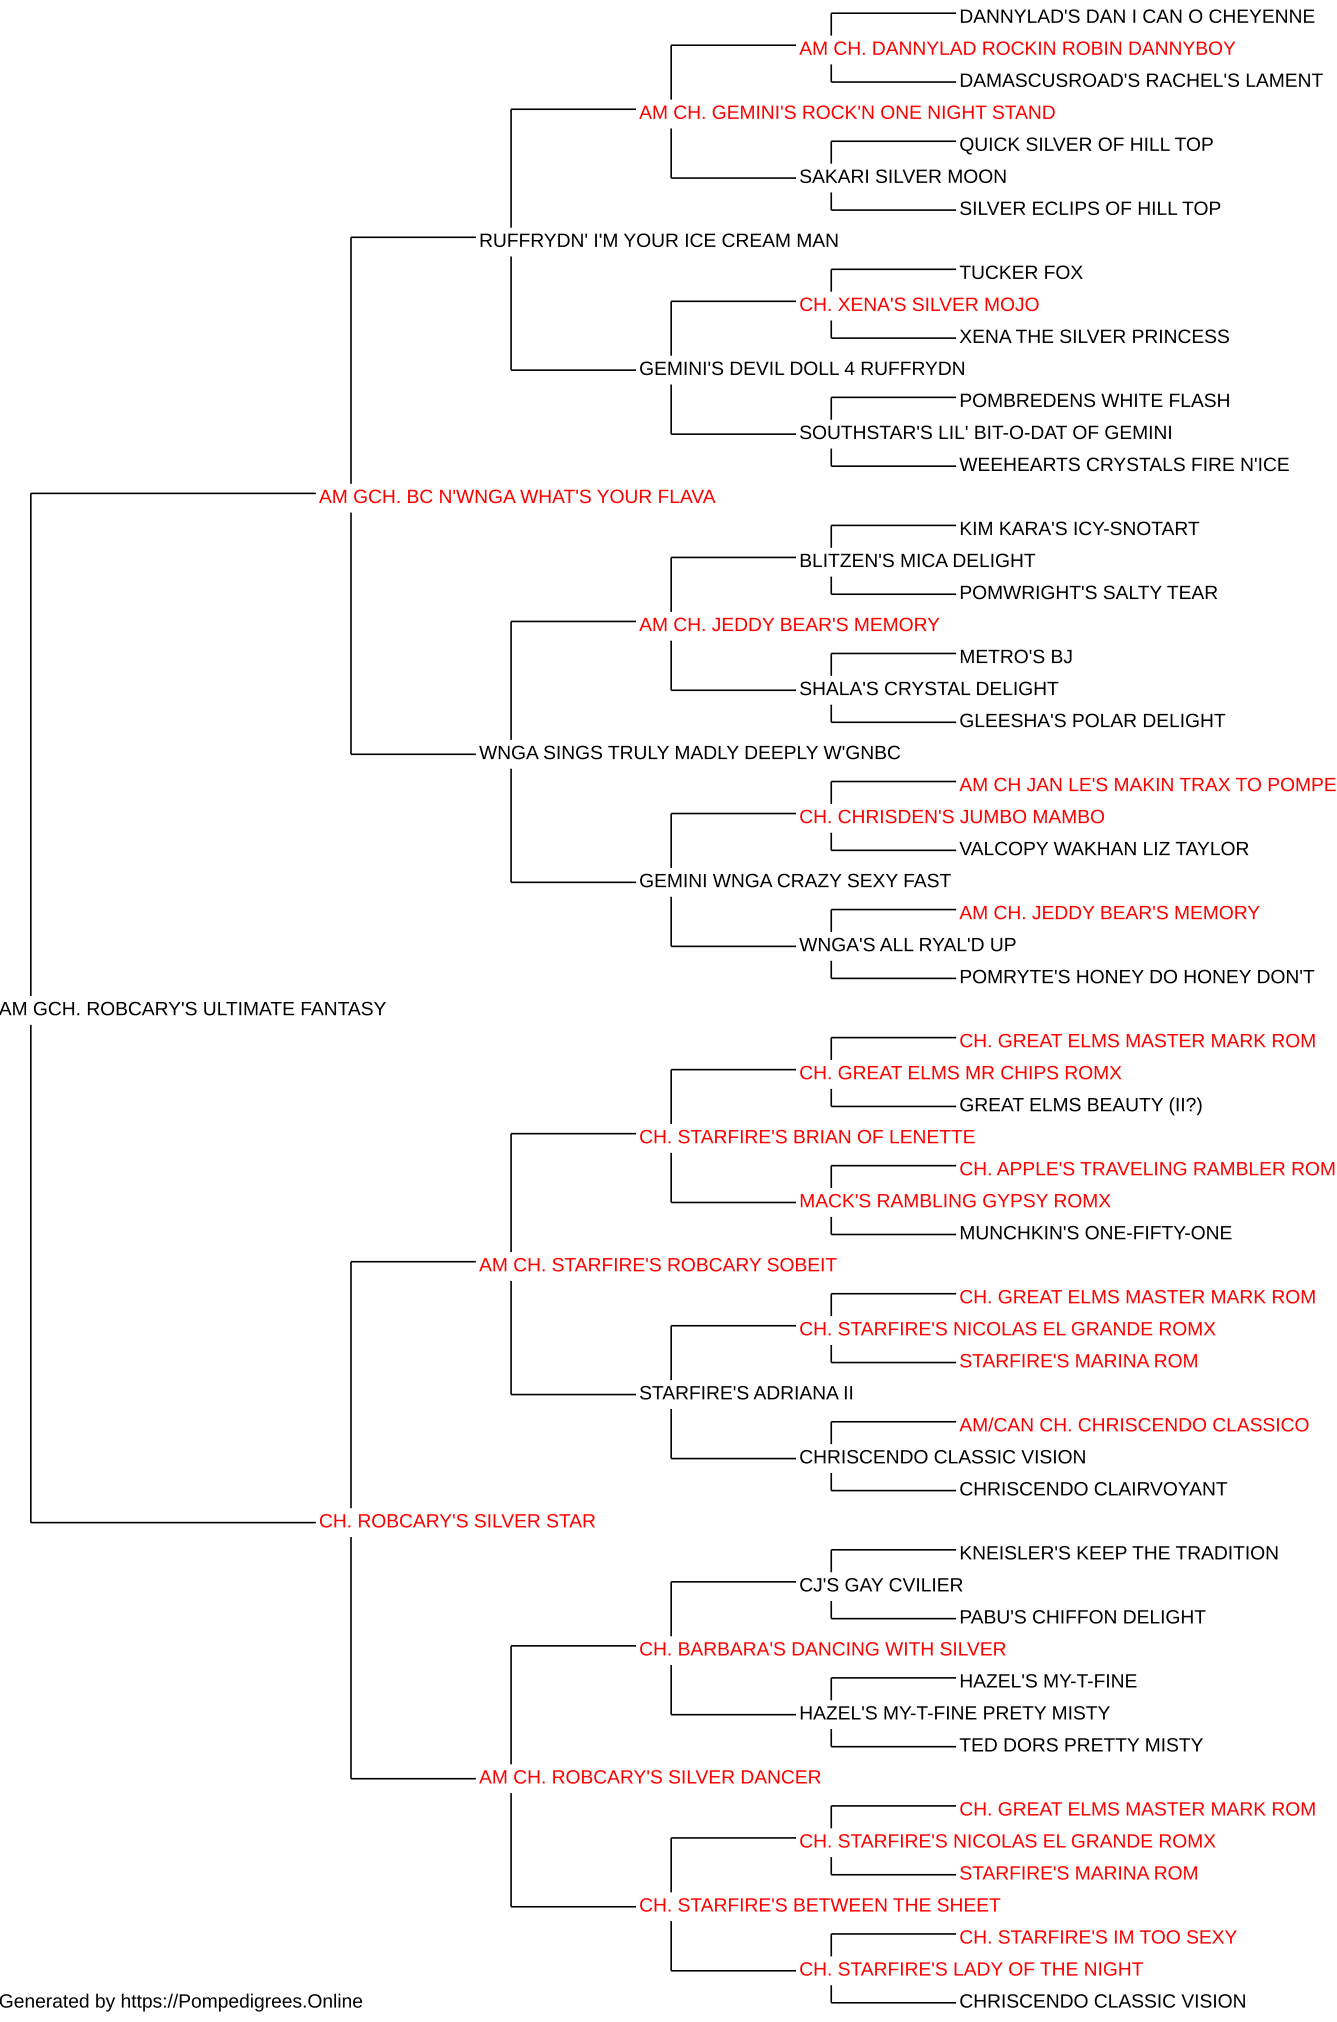 DANNYLAD'S DAN I CAN O CHEYENNE
AM CH. DANNYLAD ROCKIN ROBIN DANNYBOY
DAMASCUSROAD'S RACHEL'S LAMENT
AM CH. GEMINI'S ROCK'N ONE NIGHT STAND
QUICK SILVER OF HILL TOP
SAKARI SILVER MOON
SILVER ECLIPS OF HILL TOP
RUFFRYDN' I'M YOUR ICE CREAM MAN
TUCKER FOX
CH. XENA'S SILVER MOJO
XENA THE SILVER PRINCESS
GEMINI'S DEVIL DOLL 4 RUFFRYDN
POMBREDENS WHITE FLASH
SOUTHSTAR'S LIL' BIT-O-DAT OF GEMINI
WEEHEARTS CRYSTALS FIRE N'ICE
AM GCH. BC N'WNGA WHAT'S YOUR FLAVA
KIM KARA'S ICY-SNOTART
BLITZEN'S MICA DELIGHT
POMWRIGHT'S SALTY TEAR
AM CH. JEDDY BEAR'S MEMORY
METRO'S BJ
SHALA'S CRYSTAL DELIGHT
GLEESHA'S POLAR DELIGHT
WNGA SINGS TRULY MADLY DEEPLY W'GNBC
AM CH JAN LE'S MAKIN TRAX TO POMPE
CH. CHRISDEN'S JUMBO MAMBO
VALCOPY WAKHAN LIZ TAYLOR
GEMINI WNGA CRAZY SEXY FAST
AM CH. JEDDY BEAR'S MEMORY
WNGA'S ALL RYAL'D UP
POMRYTE'S HONEY DO HONEY DON'T
AM GCH. ROBCARY'S ULTIMATE FANTASY
CH. GREAT ELMS MASTER MARK ROM
CH. GREAT ELMS MR CHIPS ROMX
GREAT ELMS BEAUTY (II?)
CH. STARFIRE'S BRIAN OF LENETTE
CH. APPLE'S TRAVELING RAMBLER ROM
MACK'S RAMBLING GYPSY ROMX
MUNCHKIN'S ONE-FIFTY-ONE
AM CH. STARFIRE'S ROBCARY SOBEIT
CH. GREAT ELMS MASTER MARK ROM
CH. STARFIRE'S NICOLAS EL GRANDE ROMX
STARFIRE'S MARINA ROM
STARFIRE'S ADRIANA II
AM/CAN CH. CHRISCENDO CLASSICO
CHRISCENDO CLASSIC VISION
CHRISCENDO CLAIRVOYANT
CH. ROBCARY'S SILVER STAR
KNEISLER'S KEEP THE TRADITION
CJ'S GAY CVILIER
PABU'S CHIFFON DELIGHT
CH. BARBARA'S DANCING WITH SILVER
HAZEL'S MY-T-FINE
HAZEL'S MY-T-FINE PRETY MISTY
TED DORS PRETTY MISTY
AM CH. ROBCARY'S SILVER DANCER
CH. GREAT ELMS MASTER MARK ROM
CH. STARFIRE'S NICOLAS EL GRANDE ROMX
STARFIRE'S MARINA ROM
CH. STARFIRE'S BETWEEN THE SHEET
CH. STARFIRE'S IM TOO SEXY
CH. STARFIRE'S LADY OF THE NIGHT
CHRISCENDO CLASSIC VISION
Generated by https://Pompedigrees.Online